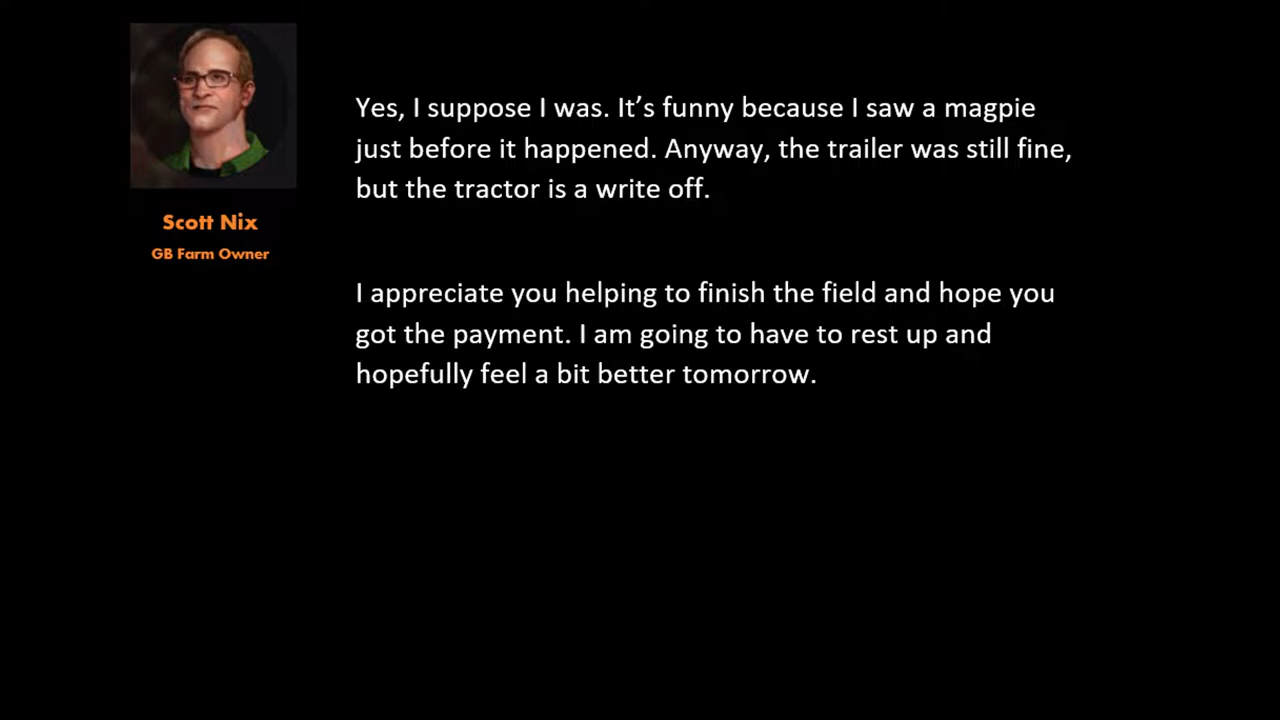 Scott Nix
GB Farm Owner
Yes, I suppose I was. It’s funny because I saw a magpie
just before it happened. Anyway, the trailer was still fine,
but the tractor is a write off.
I appreciate you helping to finish the field and hope you
got the payment. I am going to have to rest up and
hopefully feel a bit better tomorrow.